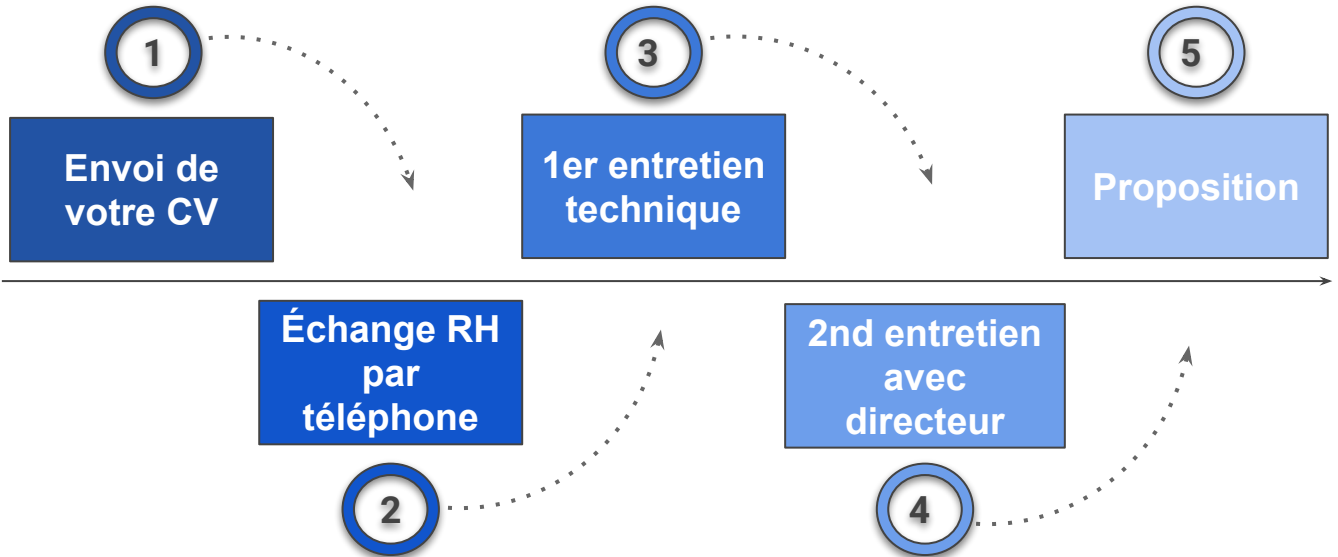 1
Envoi de
votre CV
2
Échange RH
par
téléphone
3
1er entretien
technique
4
2nd entretien
avec
directeur
5
Proposition